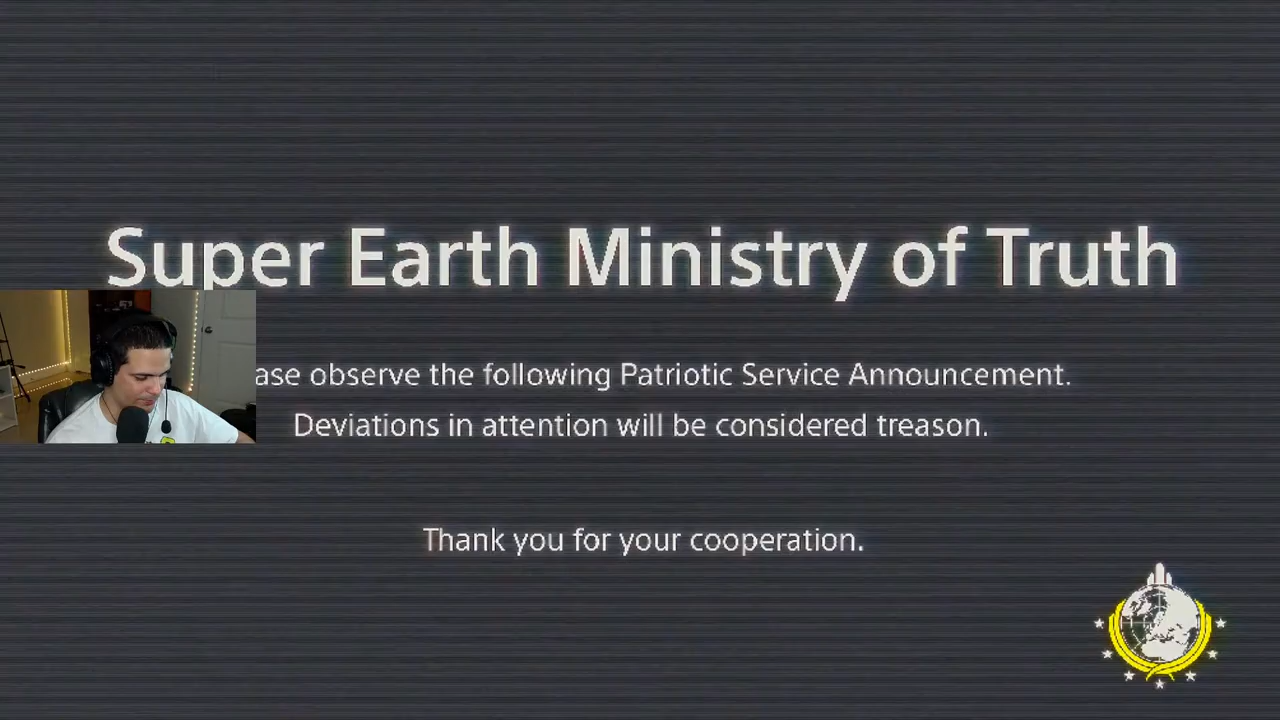 Super Earth Ministry of Truth
ase observe the following Patriotic Service Announcement.
Deviations in attention will be considered treason.
Thank you for your cooperation.